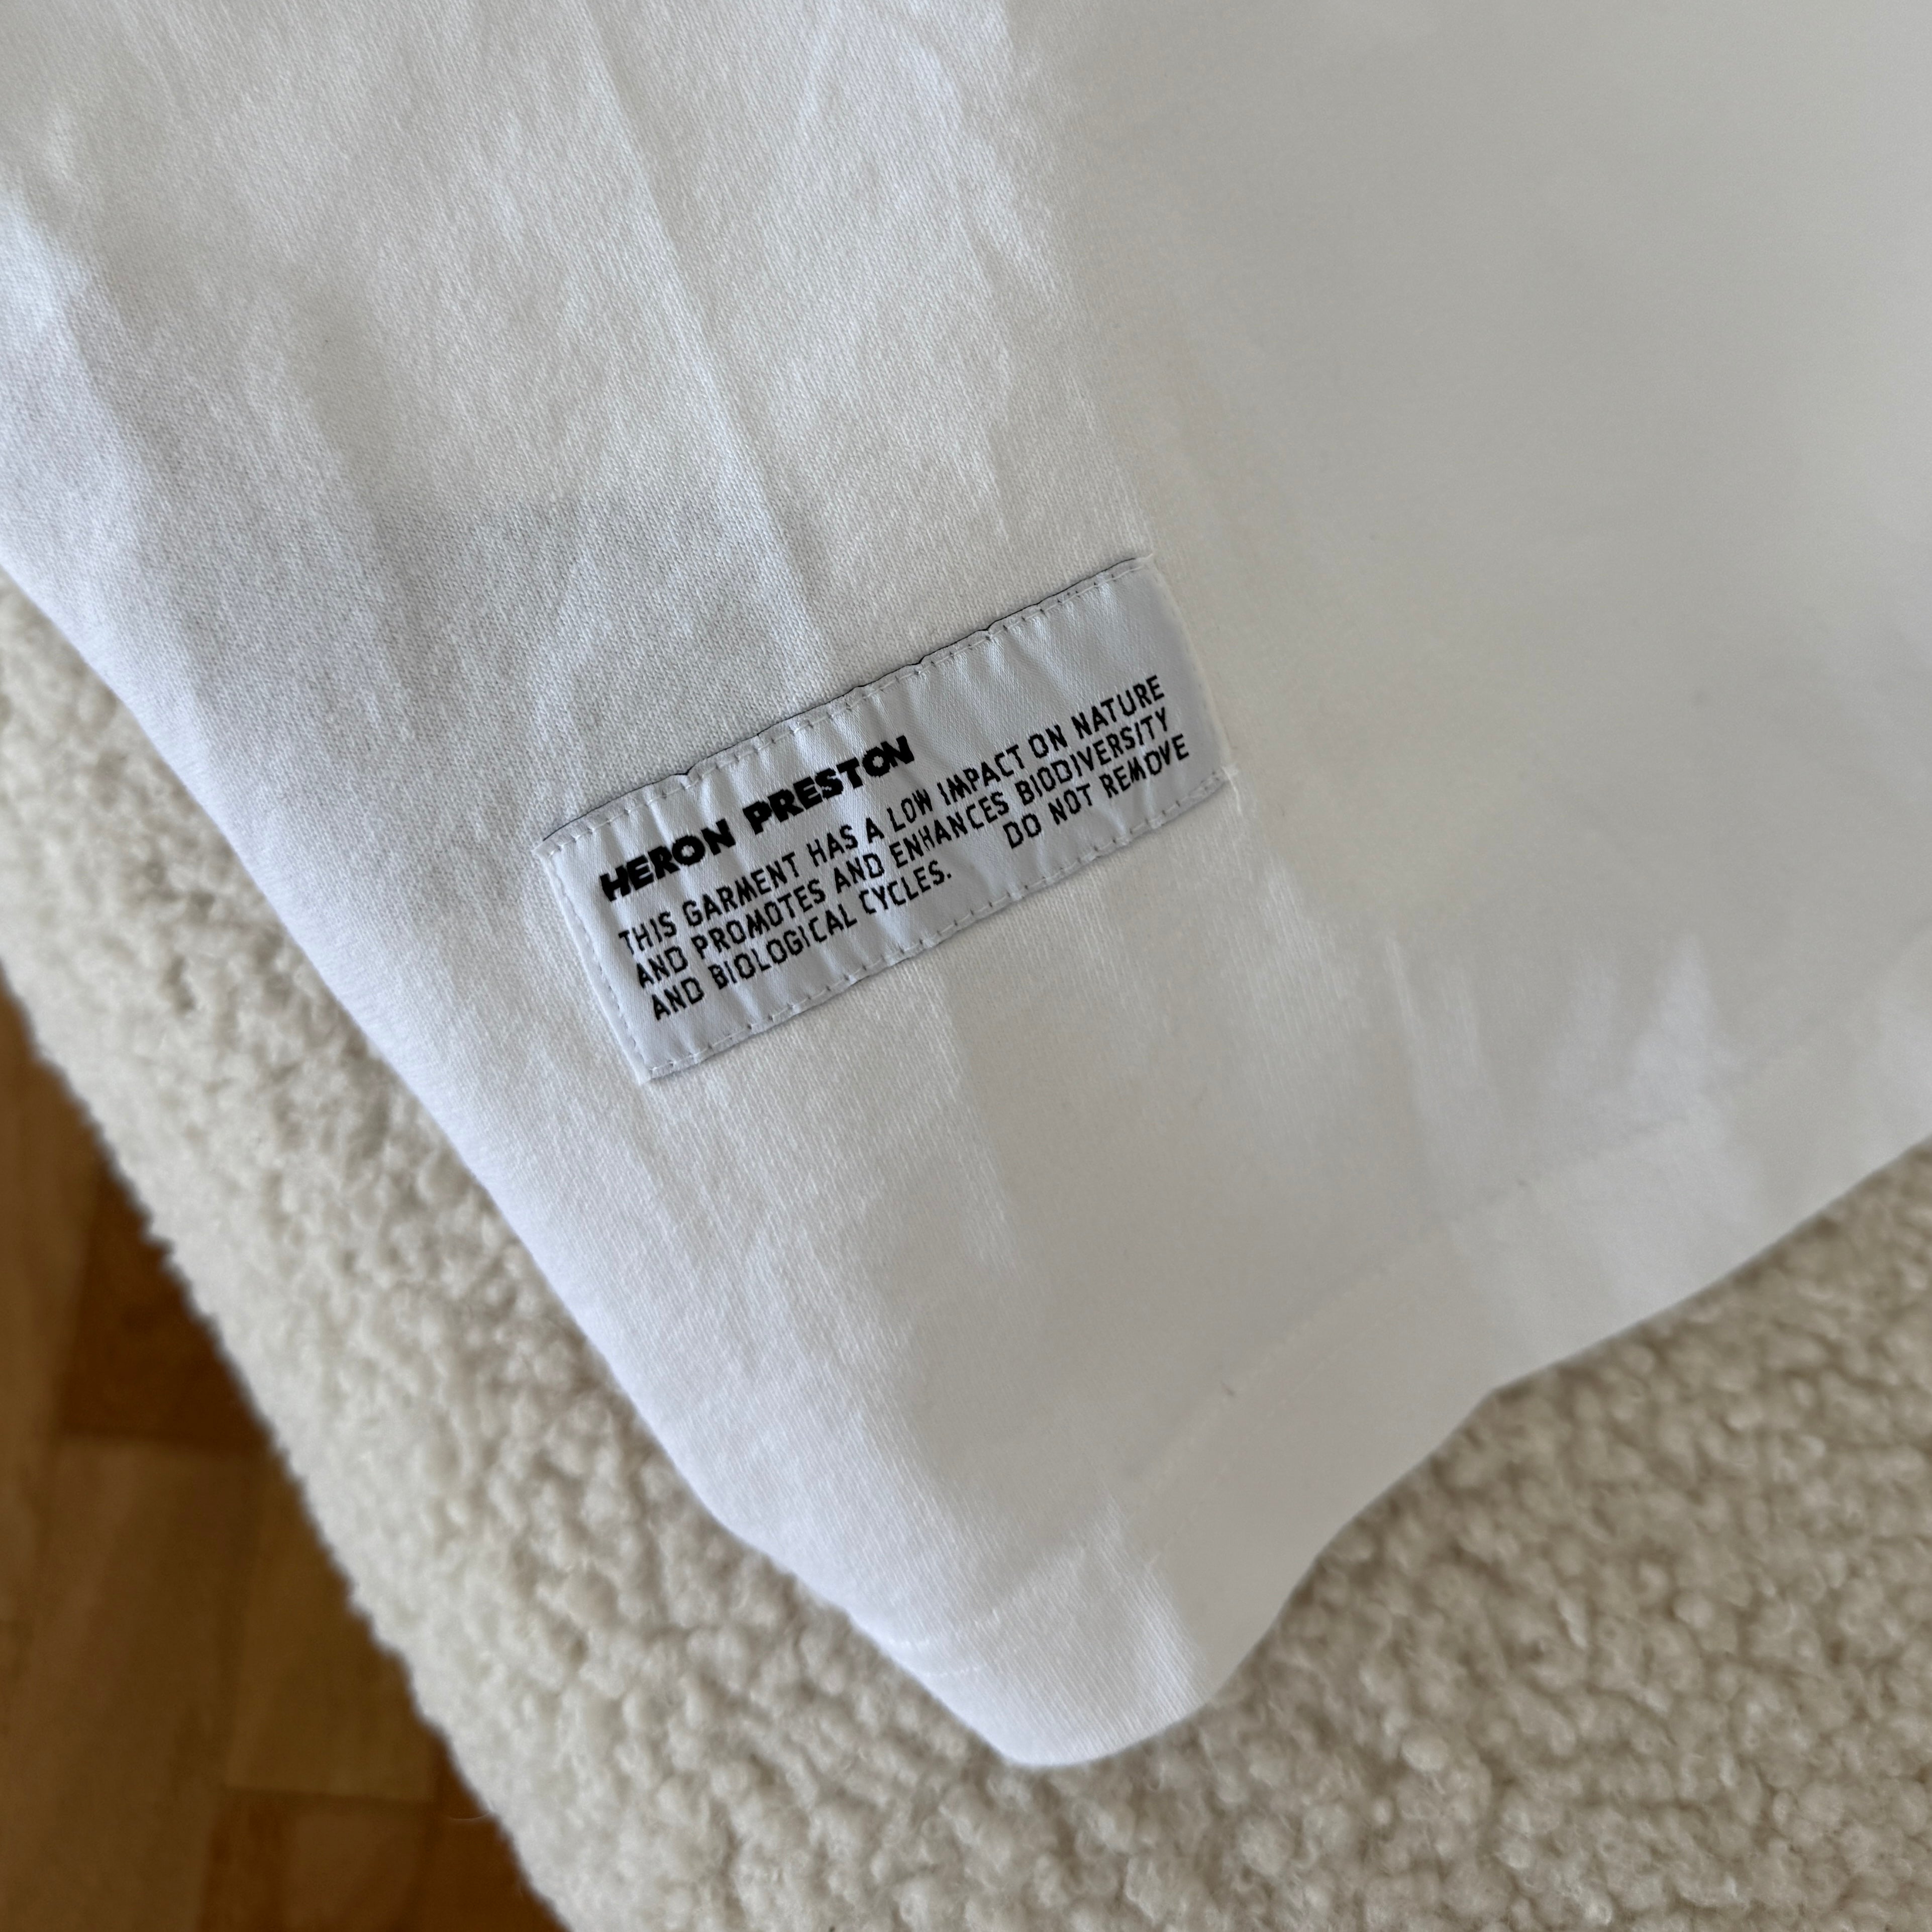 HERON PRESTON
THIS GARMENT HAS A LOW IMPACT ON NATURE
AND PROMOTES AND ENHANCES BIODIVERSITY
AND BIOLOGICAL CYCLES. DO NOT REMOVE